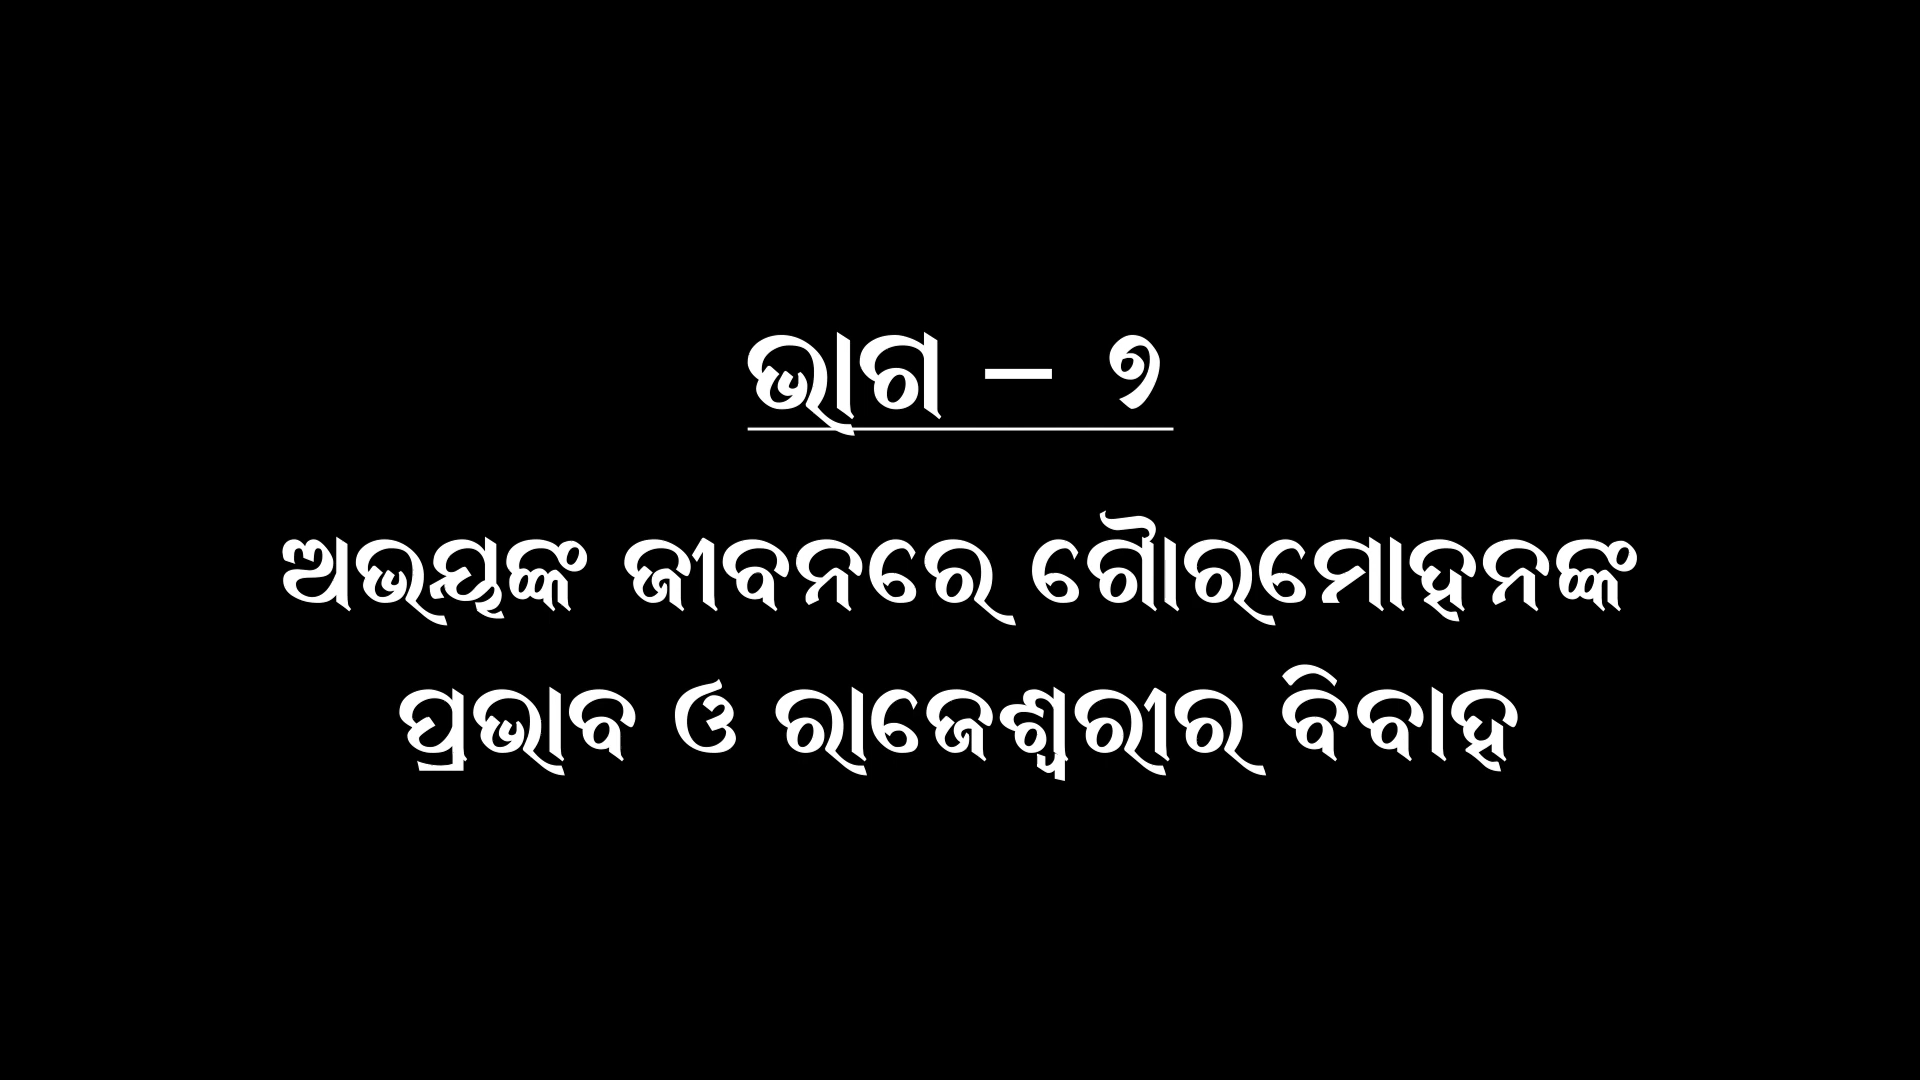 ଭାଗ – ୭
ଅଭୟଙ୍କ ଜୀବନରେ ଗୌରମୋହନଙ୍କ
ପ୍ରଭାବ ଓ ରାଜେଶ୍ୱରୀର ବିବାହ